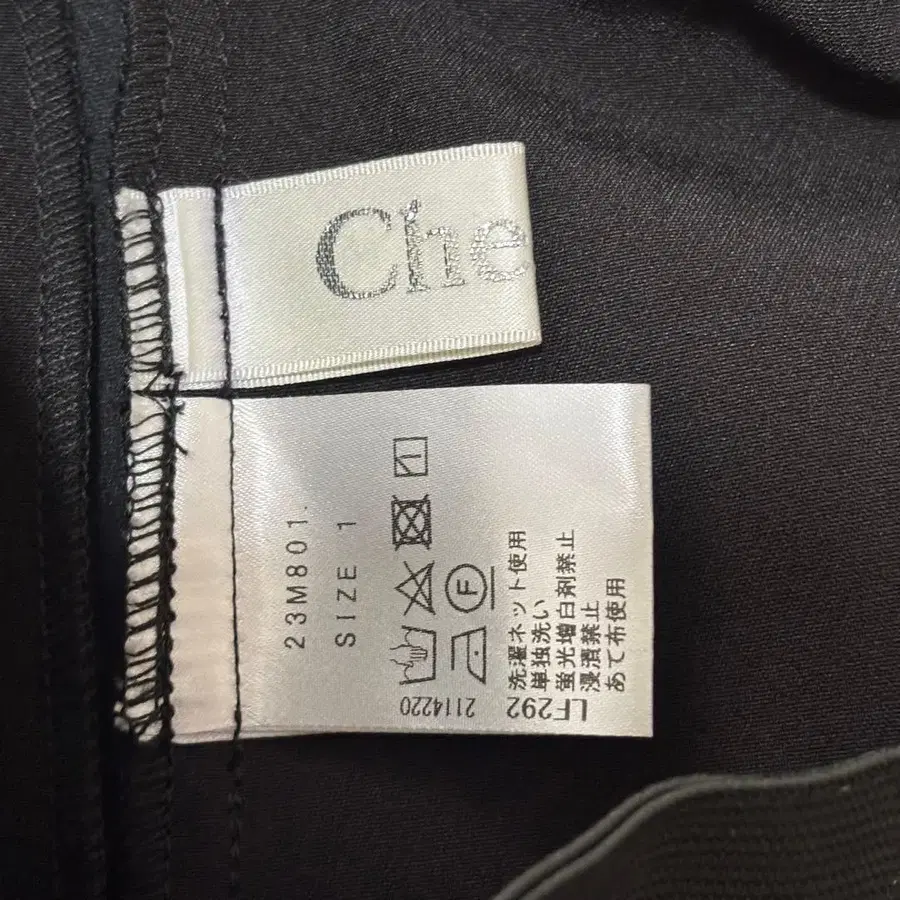 Che
23M801.
SIZE 1
F
2114220
LF292
洗濯ネット使用
単独洗い
蛍光増白剤禁止
浸漬禁止
あて布使用